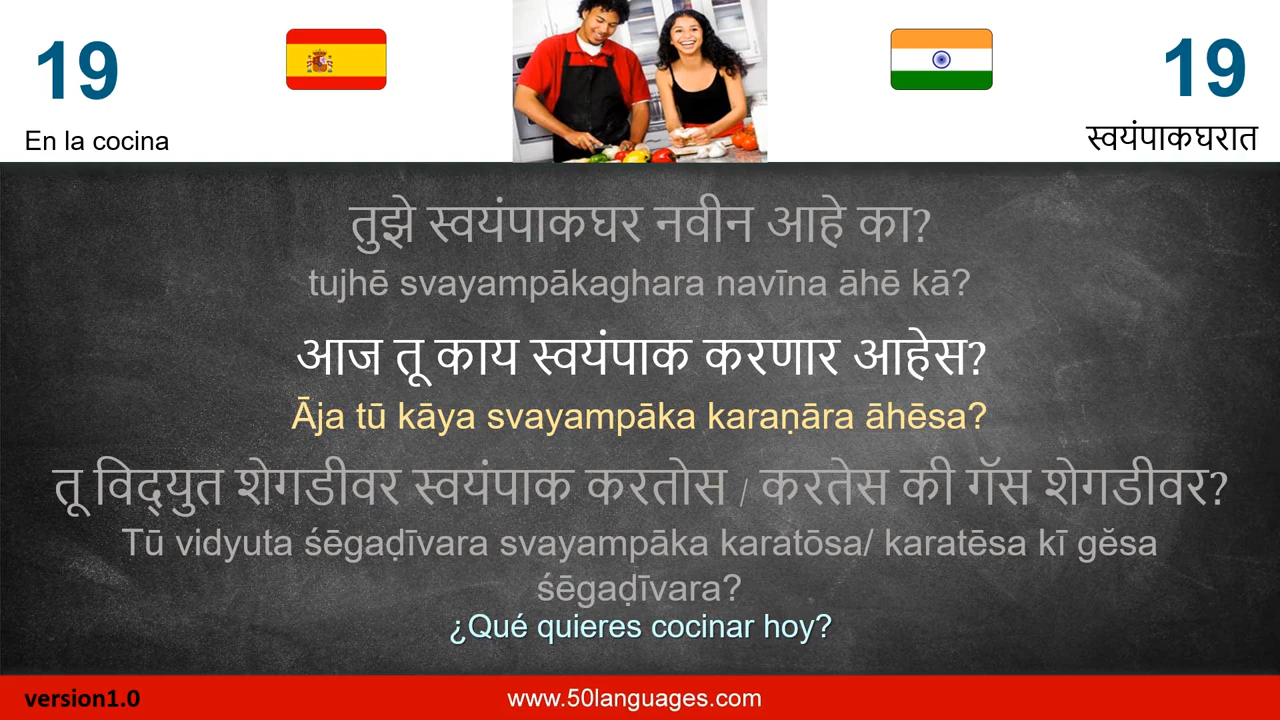 19
19
En la cocina
स्वयंपाकघरात
तुझे स्वयंपाकघर नवीन आहे का?
tujhē svayampākaghara navīna āhē kā?
आज तू काय स्वयंपाक करणार आहेस?
Āja tū kāya svayampāka karaṇāra āhēsa?
तू विद्‌युत शेगडीवर स्वयंपाक करतोस / करतेस की गॅस शेगडीवर?
Tū vidyuta śēgaḍīvara svayampāka karatōsa/ karatēsa kī gĕsa
śēgaḍīvara?
¿Qué quieres cocinar hoy?
version1.0
www.50languages.com